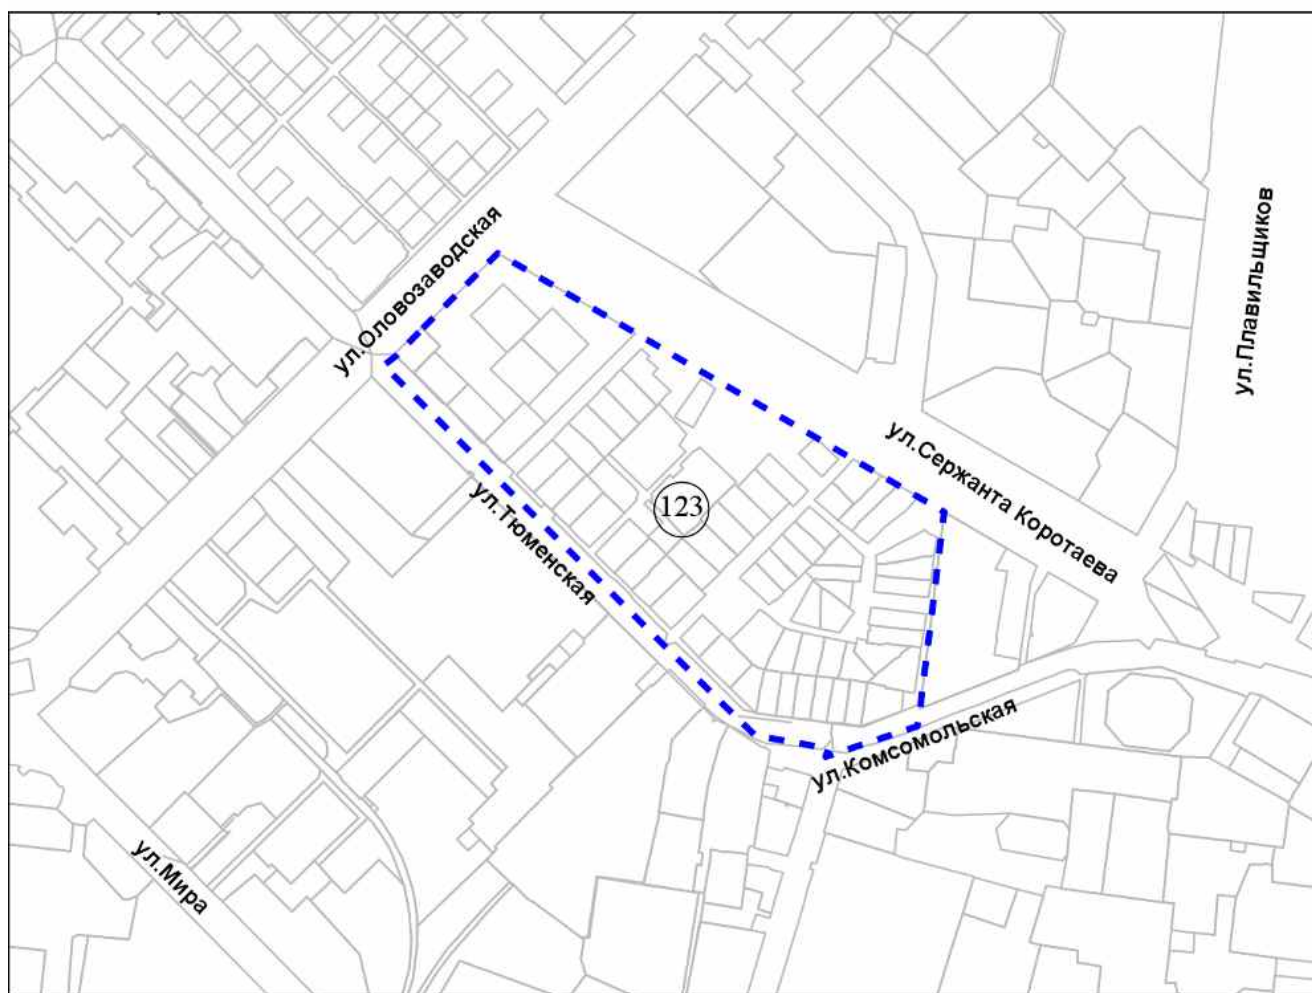 ул.Оловозаводская
ул.Плавильщиков
ул.Сержанта Коротаева
123
ул.Тюменская
ул.Комсомольская
ул.Мира